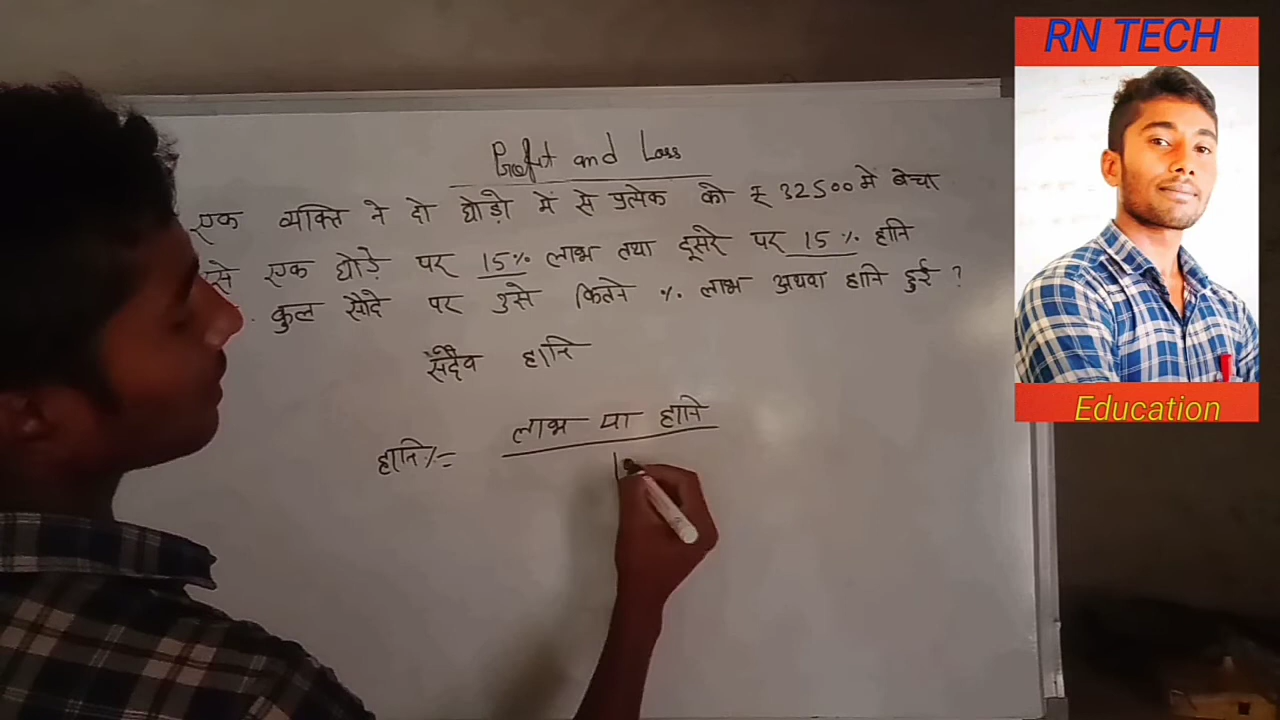 RN TECH
Profit and Loss
एक व्यक्ति ने दो घोड़ो में से प्रत्येक को ₹ 32500 मे बेचा
से एक घोड़े पर 15% लाभ तथा दूसरे पर 15% हानि
कुल सौदे पर उसे कितने % लाभ अथवा हानि हुई ?
सदैव हानि
हानि% = लाभ या हानि
Education